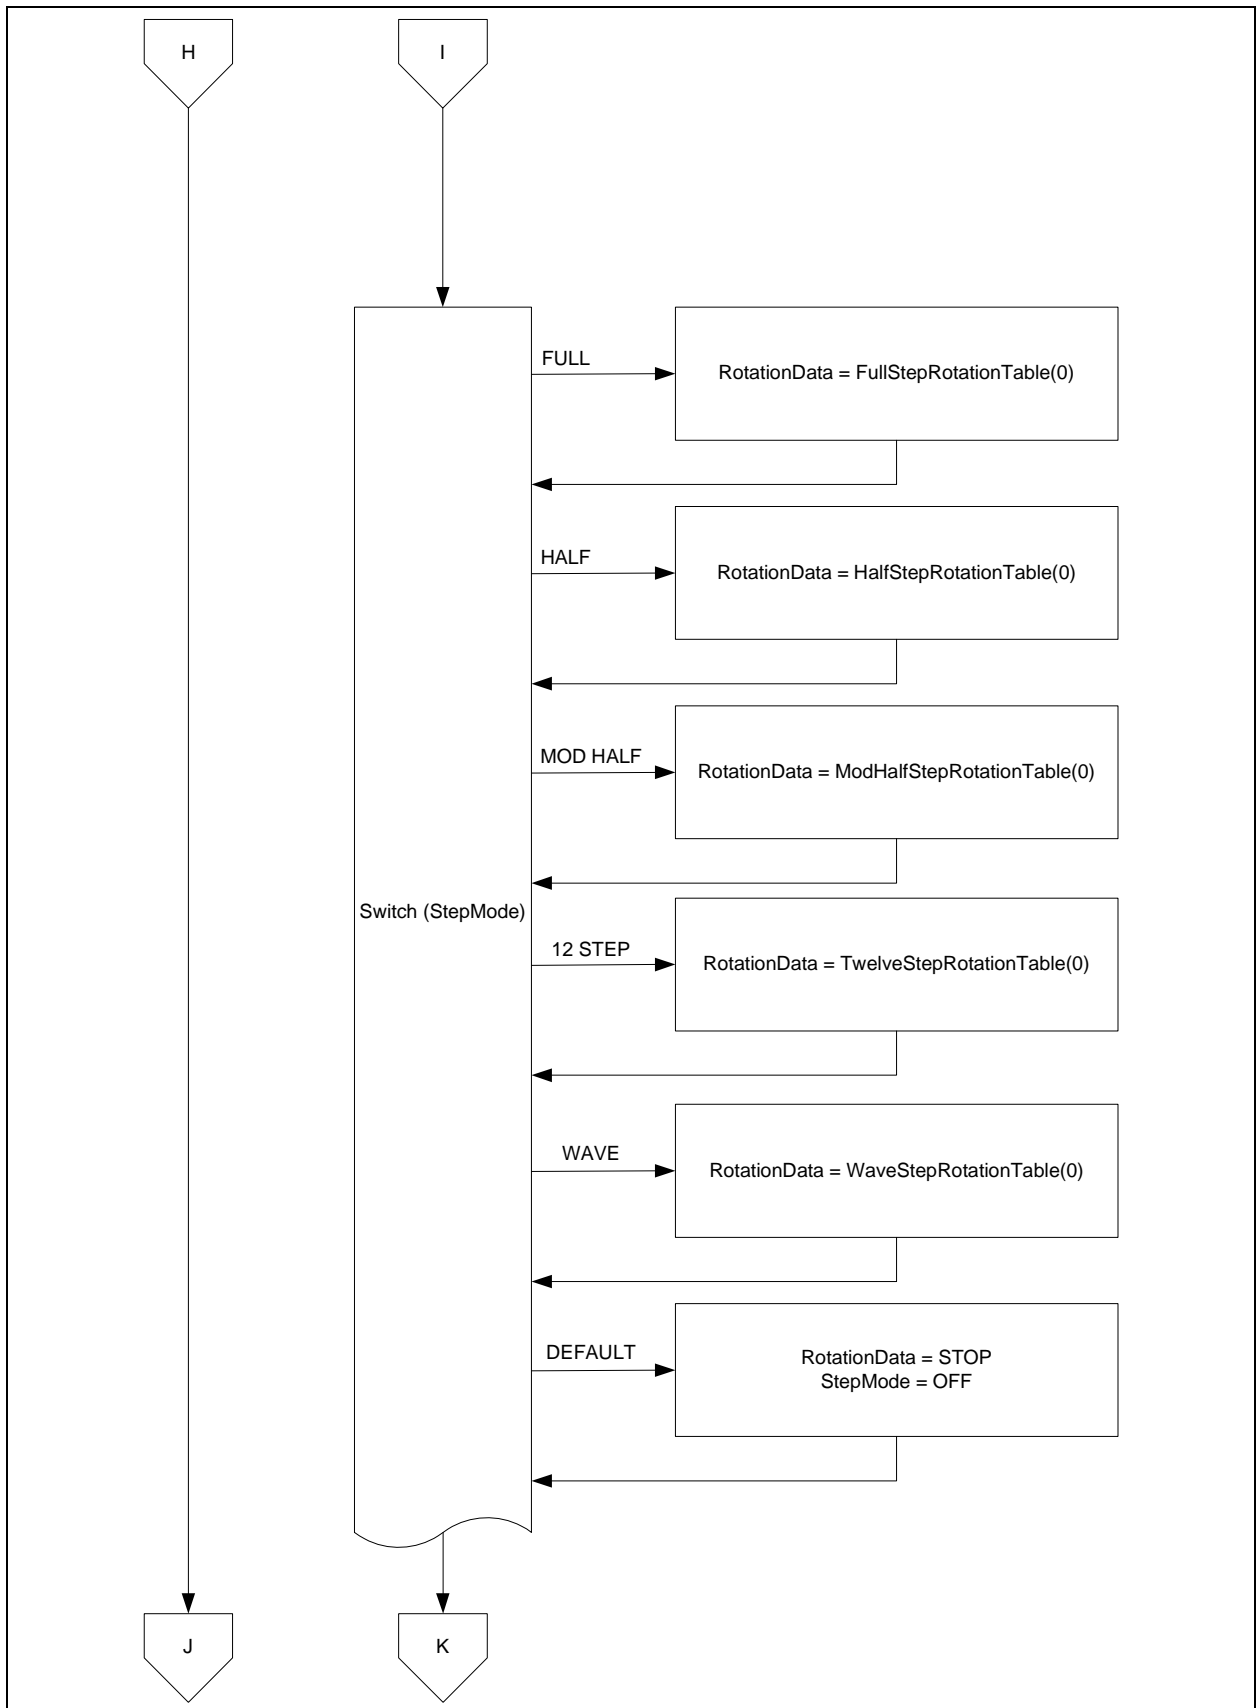 H
I
FULL
RotationData = FullStepRotationTable(0)
HALF
RotationData = HalfStepRotationTable(0)
MOD HALF
RotationData = ModHalfStepRotationTable(0)
Switch (StepMode)
12 STEP
RotationData = TwelveStepRotationTable(0)
WAVE
RotationData = WaveStepRotationTable(0)
DEFAULT
RotationData = STOP
StepMode = OFF
J
K